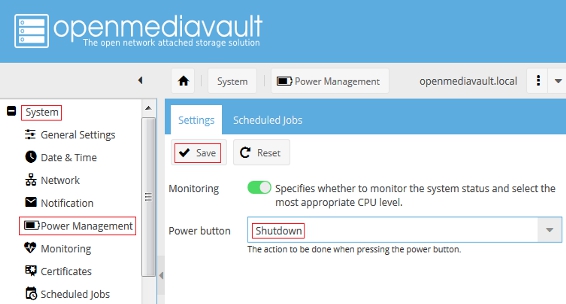 openmediavault
The open network attached storage solution
System
Power Management
openmediavault.local
System
General Settings
Date & Time
Network
Notification
Power Management
Monitoring
Certificates
Scheduled Jobs
Settings
Scheduled Jobs
Save
Reset
Monitoring
Specifies whether to monitor the system status and select the
most appropriate CPU level.
Power button
Shutdown
The action to be done when pressing the power button.